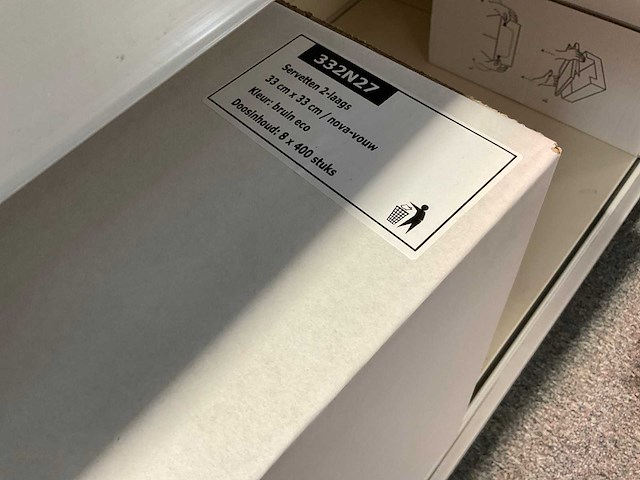 332N27
Servetten 2-laags
33 cm x 33 cm / nova-vouw
Kleur: bruin eco
Doosinhoud: 8 x 400 stuks